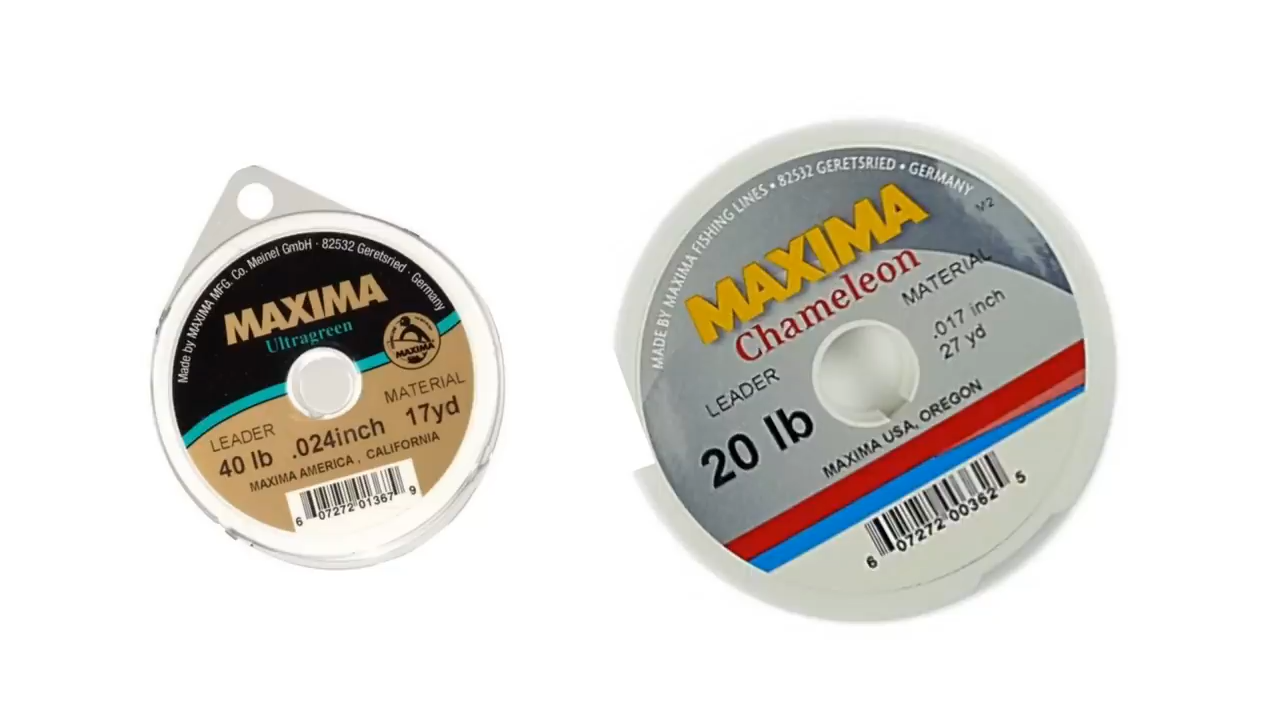 Made by MAXIMA MFG. Co. Meinel GmbH · 82532 Geretsried · Germany
MAXIMA
Ultragreen
MAXIMA
LEADER MATERIAL
40 lb .024inch 17yd
MAXIMA AMERICA , CALIFORNIA
6 07272 01367 9
MADE BY MAXIMA FISHING LINES • 82532 GERETSRIED • GERMANY
M2
MAXIMA
Chameleon
LEADER MATERIAL
20 lb .017 inch
27 yd
MAXIMA USA, OREGON
6 07272 00362 5